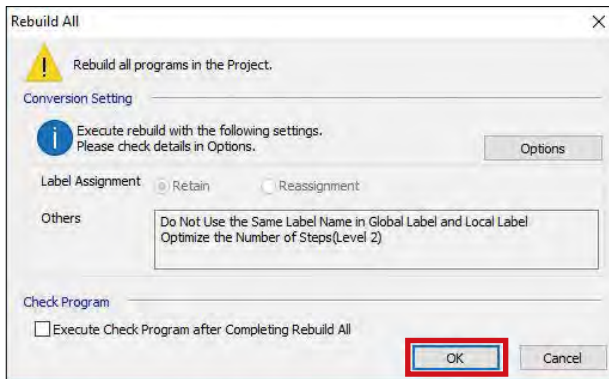 Rebuild All
Rebuild all programs in the Project.
Conversion Setting
Execute rebuild with the following settings.
Please check details in Options.
Options
Label Assignment
Retain
Reassignment
Others
Do Not Use the Same Label Name in Global Label and Local Label
Optimize the Number of Steps(Level 2)
Check Program
Execute Check Program after Completing Rebuild All
OK
Cancel